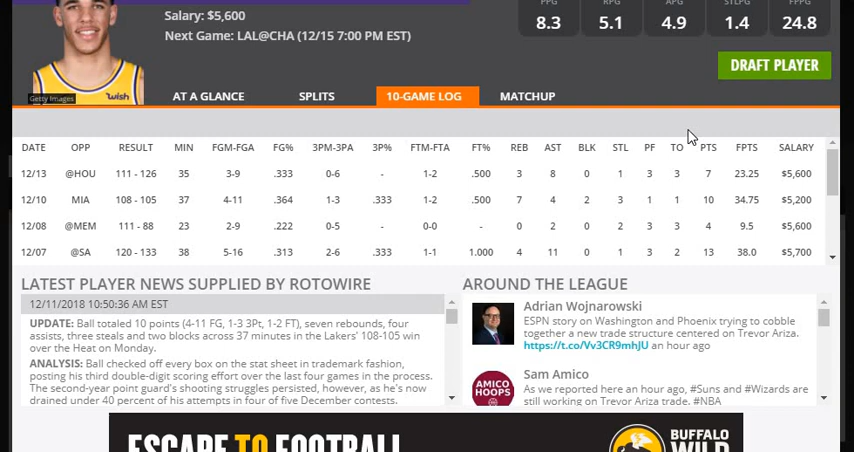 PPG RPG APG STLPG FPPG
Salary: $5,600
8.3 5.1 4.9 1.4 24.8
Next Game: LAL@CHA (12/15 7:00 PM EST)
DRAFT PLAYER
wish
Getty Images
AT A GLANCE SPLITS 10-GAME LOG MATCHUP
DATE OPP RESULT MIN FGM-FGA FG% 3PM-3PA 3P% FTM-FTA FT% REB AST BLK STL PF TO PTS FPTS SALARY
12/13 @HOU 111 - 126 35 3-9 .333 0-6 - 1-2 .500 3 8 0 1 3 3 7 23.25 $5,600
12/10 MIA 108 - 105 37 4-11 .364 1-3 .333 1-2 .500 7 4 2 3 1 1 10 34.75 $5,200
12/08 @MEM 111 - 88 23 2-9 .222 0-5 - 0-0 - 0 2 0 2 3 3 4 9.5 $5,600
12/07 @SA 120 - 133 38 5-16 .313 2-6 .333 1-1 1.000 4 11 0 1 3 2 13 38.0 $5,700
LATEST PLAYER NEWS SUPPLIED BY ROTOWIRE
12/11/2018 10:50:36 AM EST
UPDATE: Ball totaled 10 points (4-11 FG, 1-3 3Pt, 1-2 FT), seven rebounds, four
assists, three steals and two blocks across 37 minutes in the Lakers' 108-105 win
over the Heat on Monday.
ANALYSIS: Ball checked off every box on the stat sheet in trademark fashion,
posting his third double-digit scoring effort over the last four games in the process.
The second-year point guard's shooting struggles persisted, however, as he's now
drained under 40 percent of his attempts in four of five December contests.
AROUND THE LEAGUE
Adrian Wojnarowski
ESPN story on Washington and Phoenix trying to cobble
together a new trade structure centered on Trevor Ariza.
https://t.co/Vv3CR9mhJU an hour ago
Sam Amico
AMICO
HOOPS
As we reported here an hour ago, #Suns and #Wizards are
still working on Trevor Ariza trade. #NBA
ESCAPE TO FOOTBALL
BUFFALO
WILD